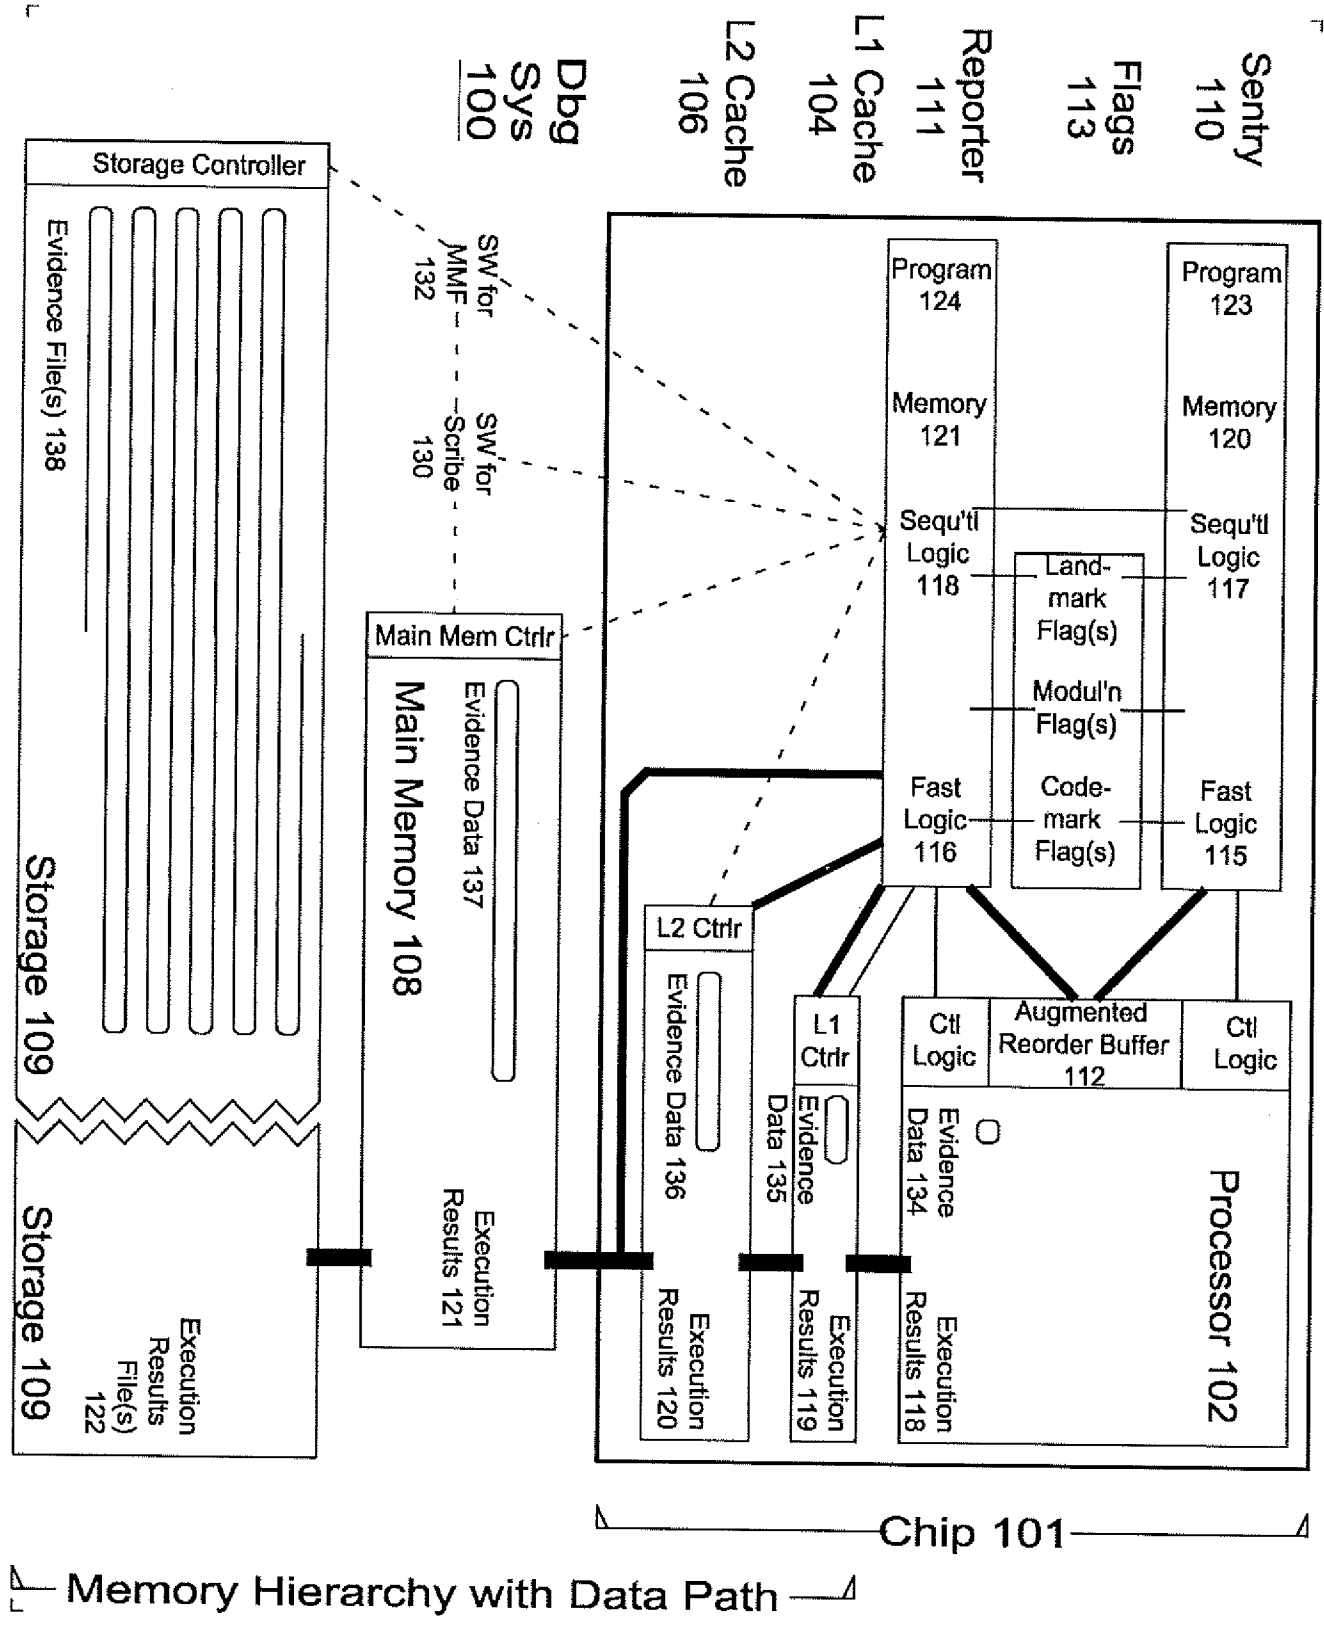 Sentry
110
Flags
113
Reporter
111
L1 Cache
104
L2 Cache
106
Dbg
Sys
100
Storage Controller
Evidence File(s) 138
Storage 109
Storage 109
Execution
Results
File(s)
122
SW for
MMF
132
SW for
Scribe
130
Main Mem Ctrlr
Evidence Data 137
Main Memory 108
Execution
Results 121
Program
124
Memory
121
Sequ'tl
Logic
118
Fast
Logic
116
Land-
mark
Flag(s)
Modul'n
Flag(s)
Code-
mark
Flag(s)
Program
123
Memory
120
Sequ'tl
Logic
117
Fast
Logic
115
L2 Ctrlr
Evidence Data 136
Execution
Results 120
L1
Ctrlr
Evidence
Data 135
Execution
Results 119
Ctl
Logic
Augmented
Reorder Buffer
112
Ctl
Logic
Evidence
Data 134
Processor 102
Execution
Results 118
Chip 101
Memory Hierarchy with Data Path